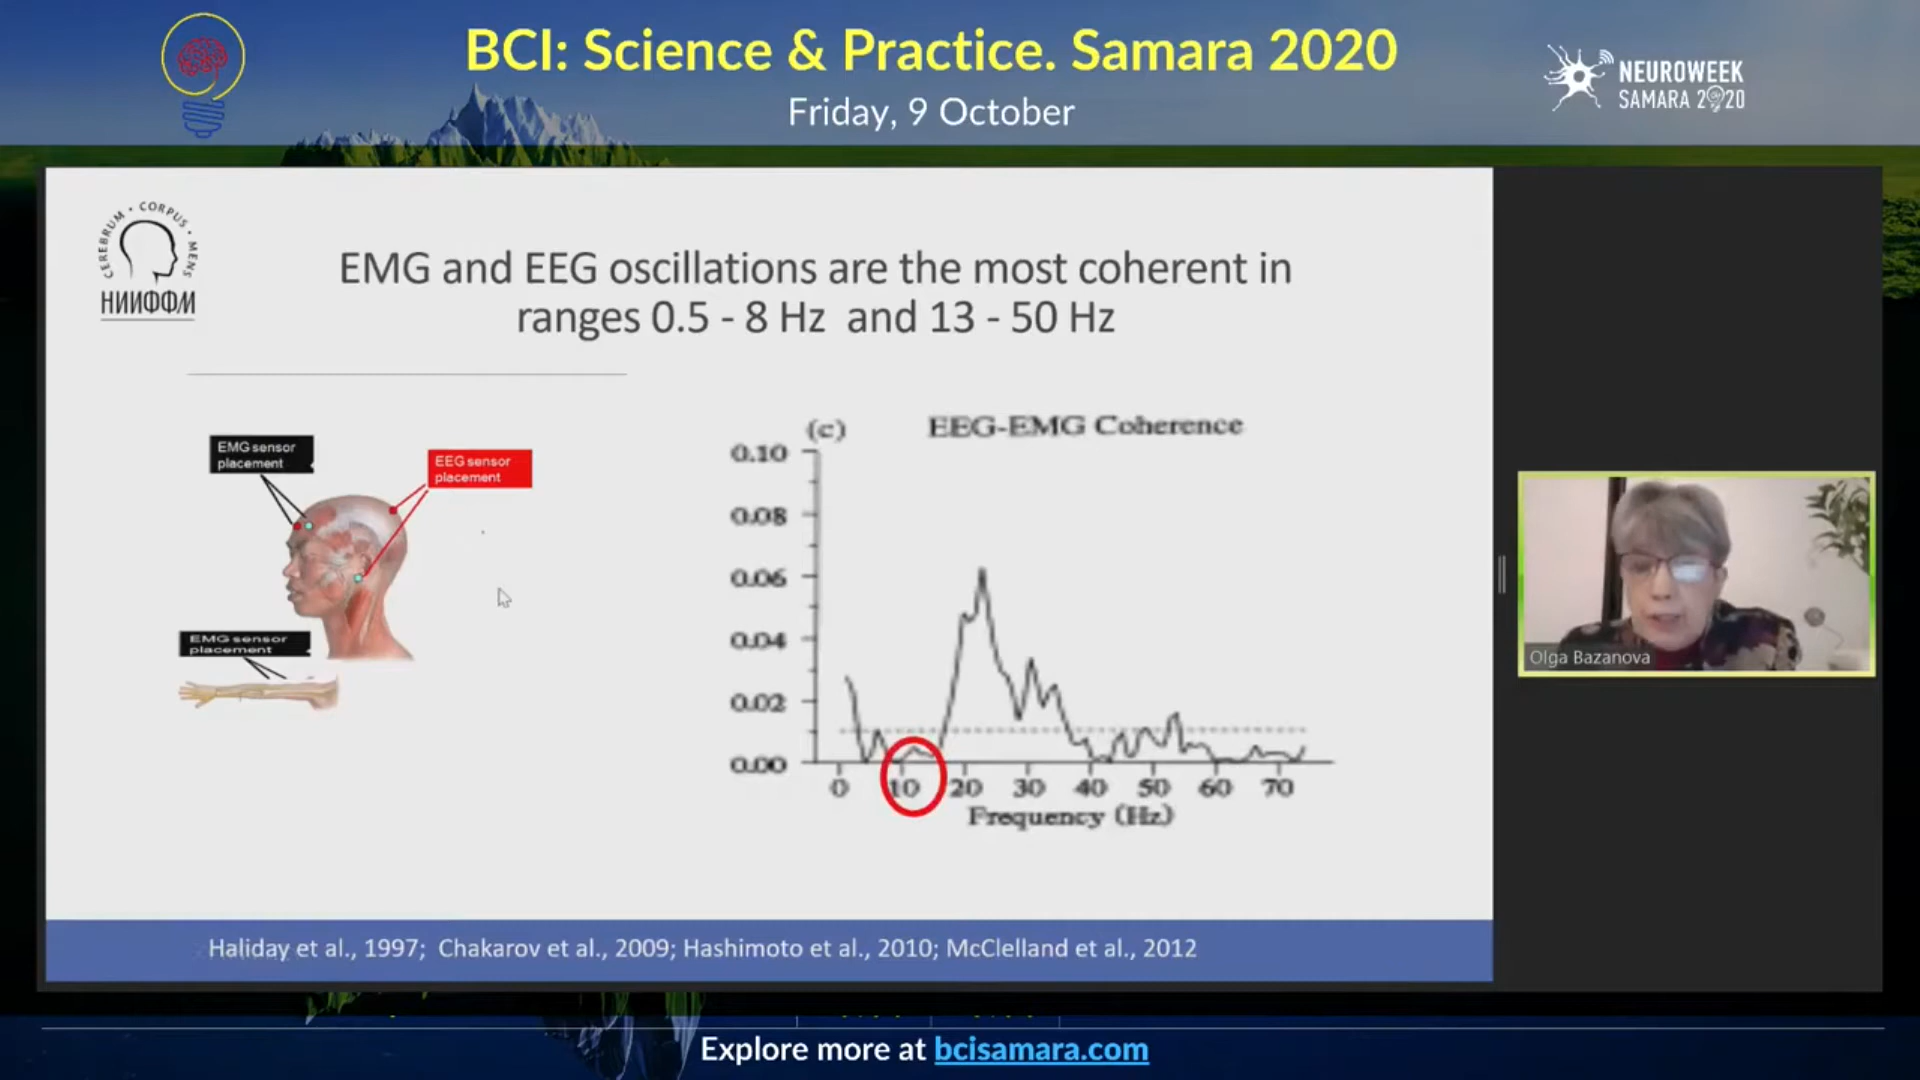 BCI: Science & Practice. Samara 2020
Friday, 9 October
NEUROWEEK
SAMARA 2020
CEREBRUM • CORPUS • MENS
НИИФФМ
EMG and EEG oscillations are the most coherent in
ranges 0.5 - 8 Hz and 13 - 50 Hz
EMG sensor
placement
EEG sensor
placement
EMG sensor
placement
(c) EEG-EMG Coherence
0.10
0.08
0.06
0.04
0.02
0.00
0 10 20 30 40 50 60 70
Frequency (Hz)
Olga Bazanova
Haliday et al., 1997; Chakarov et al., 2009; Hashimoto et al., 2010; McClelland et al., 2012
Explore more at bcisamara.com